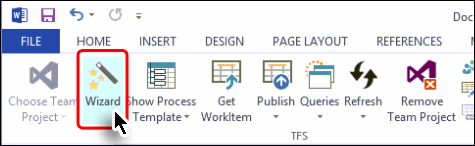 Doc
FILE HOME INSERT DESIGN PAGE LAYOUT REFERENCES
Choose Team Wizard Show Process Get Publish Queries Refresh Remove
Project Template WorkItem Team Project
TFS